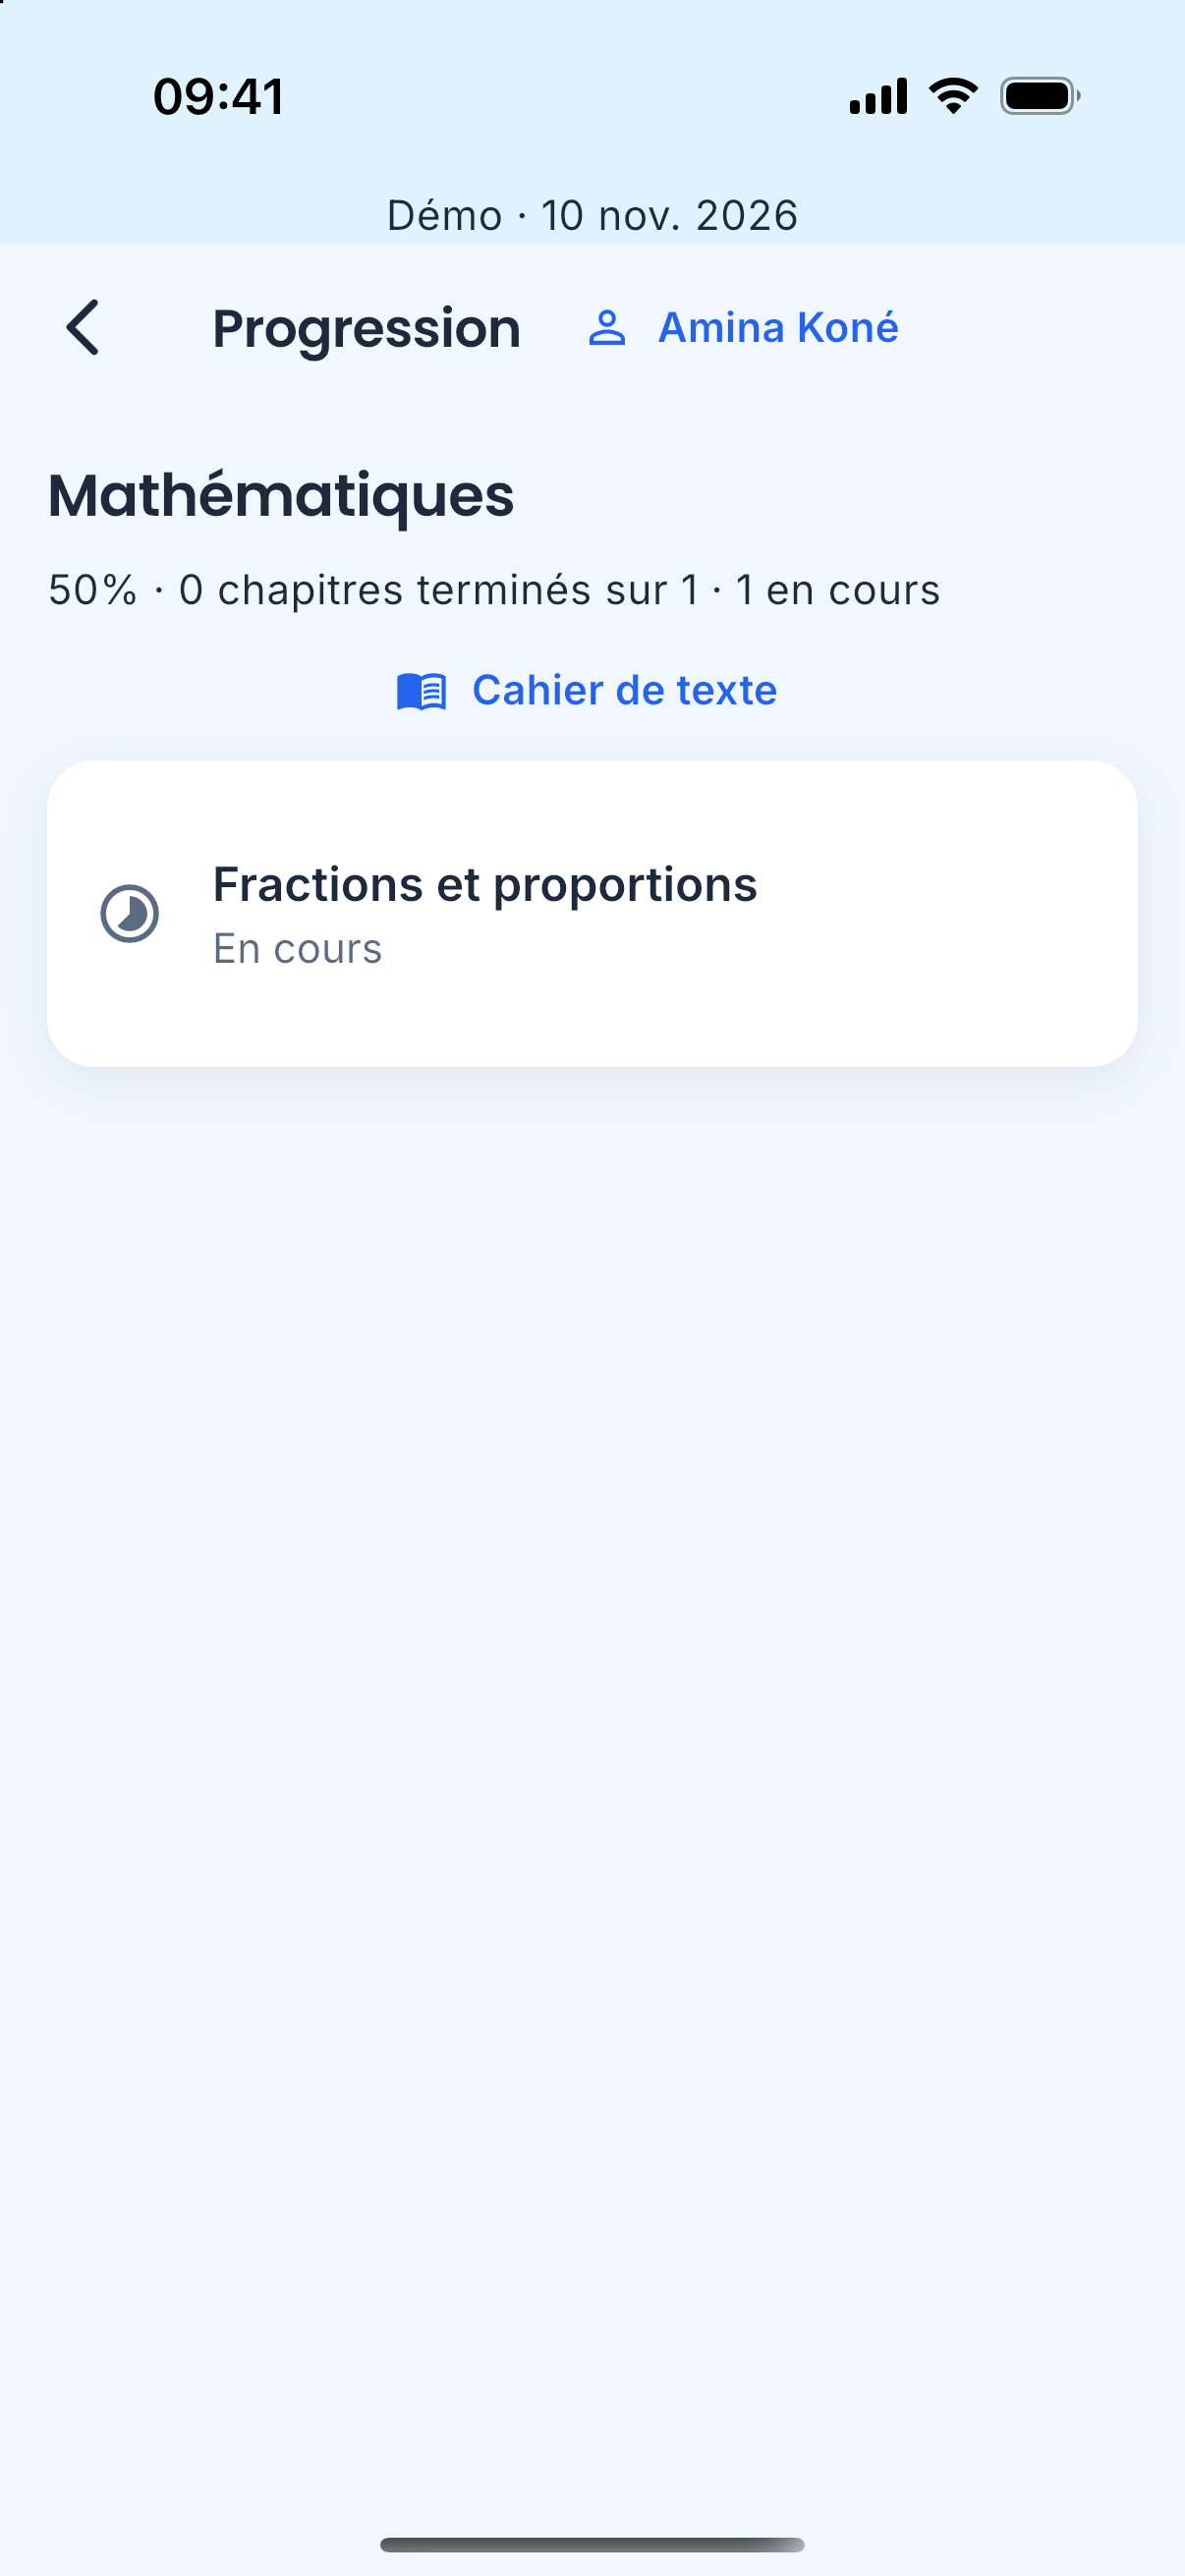 09:41
Démo · 10 nov. 2026
Progression
Amina Koné
Mathématiques
50% · 0 chapitres terminés sur 1 · 1 en cours
Cahier de texte
Fractions et proportions
En cours